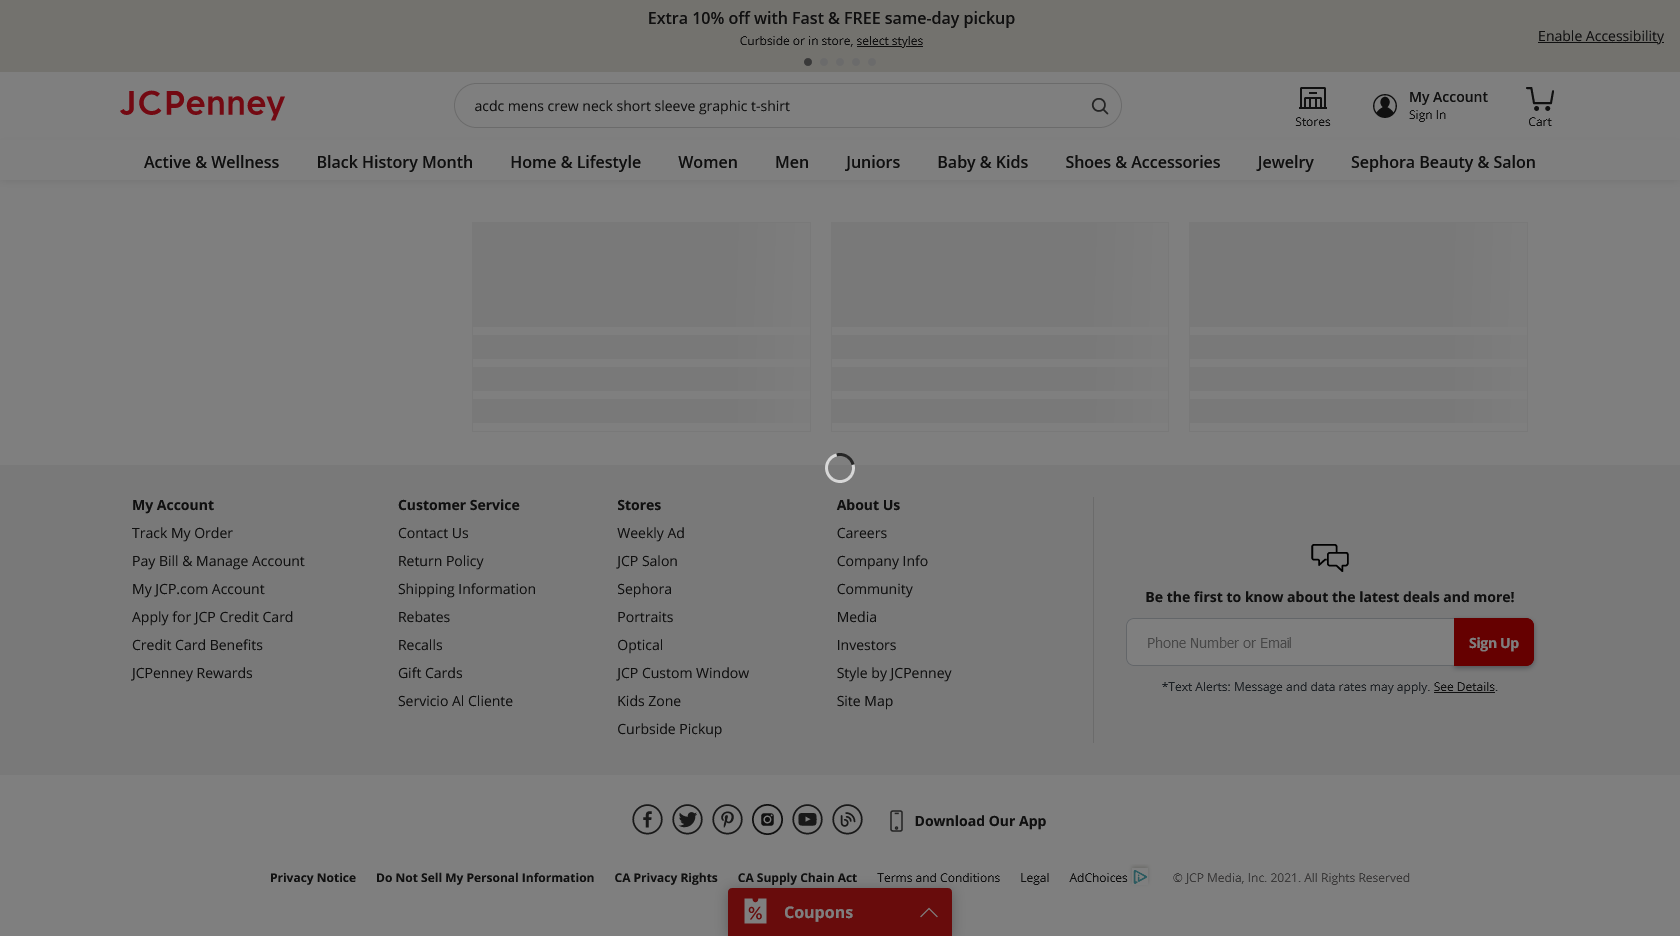 Extra 10% off with Fast & FREE same-day pickup
Curbside or in store, select styles
Enable Accessibility
JCPenney
acdc mens crew neck short sleeve graphic t-shirt
Stores
My Account
Sign In
Cart
Active & Wellness
Black History Month
Home & Lifestyle
Women
Men
Juniors
Baby & Kids
Shoes & Accessories
Jewelry
Sephora Beauty & Salon
My Account
Track My Order
Pay Bill & Manage Account
My JCP.com Account
Apply for JCP Credit Card
Credit Card Benefits
JCPenney Rewards
Customer Service
Contact Us
Return Policy
Shipping Information
Rebates
Recalls
Gift Cards
Servicio Al Cliente
Stores
Weekly Ad
JCP Salon
Sephora
Portraits
Optical
JCP Custom Window
Kids Zone
Curbside Pickup
About Us
Careers
Company Info
Community
Media
Investors
Style by JCPenney
Site Map
Be the first to know about the latest deals and more!
Phone Number or Email
Sign Up
*Text Alerts: Message and data rates may apply. See Details.
Download Our App
Privacy Notice
Do Not Sell My Personal Information
CA Privacy Rights
CA Supply Chain Act
Terms and Conditions
Legal
AdChoices
© JCP Media, Inc. 2021. All Rights Reserved
% Coupons